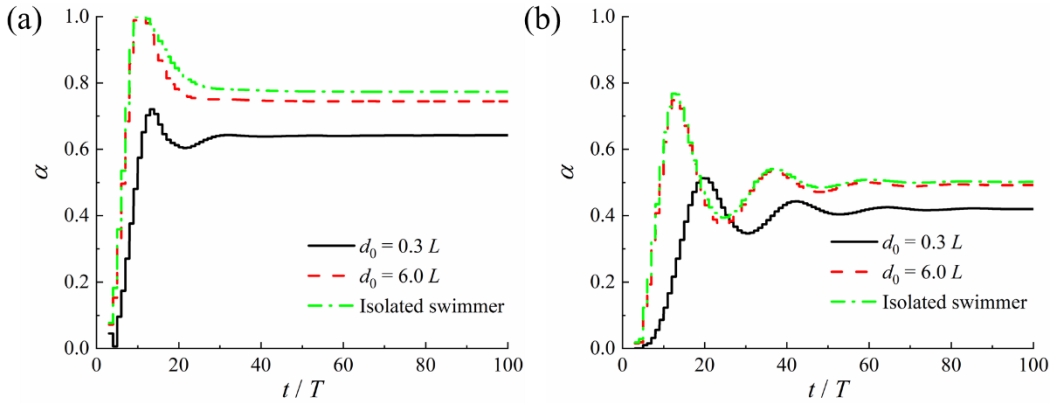 (a)
1.0
0.8
0.6
0.4
0.2
0.0
α
0 20 40 60 80 100
t / T
d₀ = 0.3 L
d₀ = 6.0 L
Isolated swimmer
(b)
1.0
0.8
0.6
0.4
0.2
0.0
α
0 20 40 60 80 100
t / T
d₀ = 0.3 L
d₀ = 6.0 L
Isolated swimmer